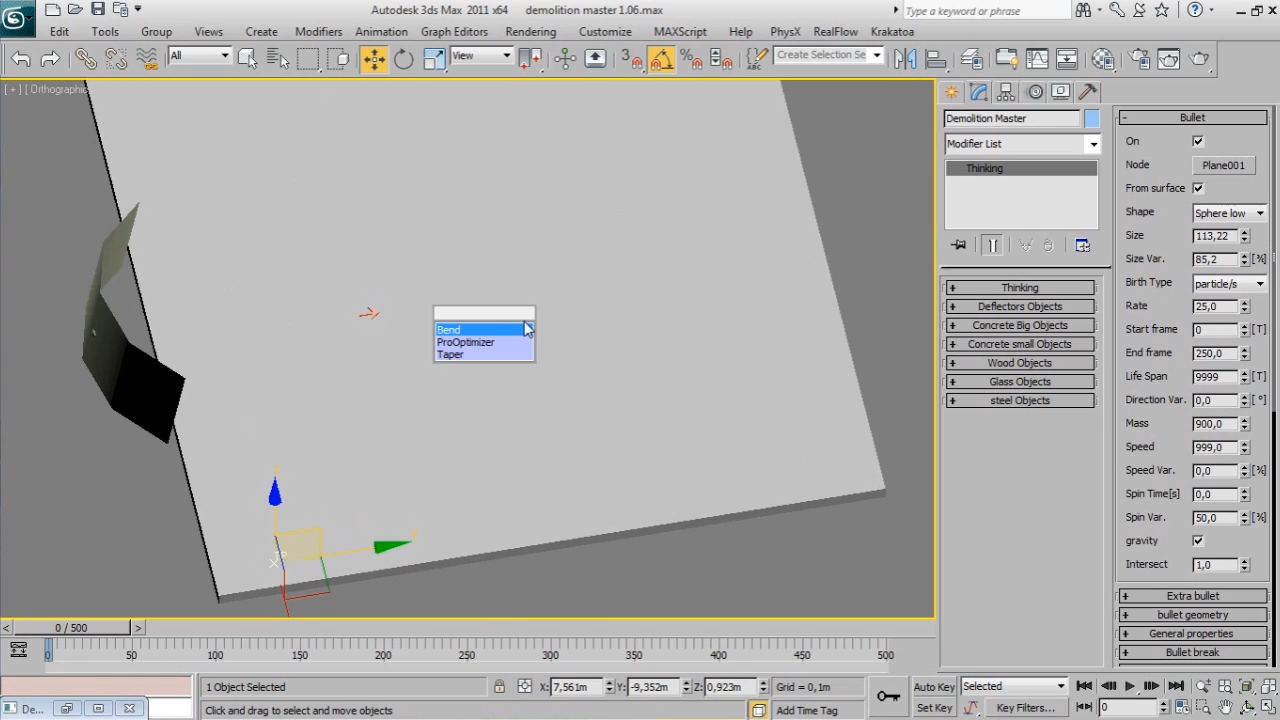 Autodesk 3ds Max 2011 x64 demolition master 1.06.max
Type a keyword or phrase
Edit Tools Group Views Create Modifiers Animation Graph Editors Rendering Customize MAXScript Help PhysX RealFlow Krakatoa
All
View
3
Create Selection Se
[ + ] [ Orthographic
Demolition Master
Modifier List
Thinking
Bend
ProOptimizer
Taper
Thinking
Deflectors Objects
Concrete Big Objects
Concrete small Objects
Wood Objects
Glass Objects
steel Objects
- Bullet
On
Node Plane001
From surface
Shape Sphere low
Size 113,22
Size Var. 85,2 [%]
Birth Type particle/s
Rate 25,0
Start frame 0 [T]
End frame 250,0
Life Span 9999 [T]
Direction Var. 0,0 [ °]
Mass 900,0
Speed 999,0
Speed Var. 0,0 [%]
Spin Time[s] 0,0
Spin Var. 50,0 [%]
gravity
Intersect 1,0
+ Extra bullet
+ bullet geometry
+ General properties
+ Bullet break
< 0 / 500 >
0 50 100 150 200 250 300 350 400 450 500
1 Object Selected
X: 7,561m Y: -9,352m Z: 0,923m Grid = 0,1m
Auto Key Selected
De...
Click and drag to select and move objects
Add Time Tag
Set Key Key Filters... 0